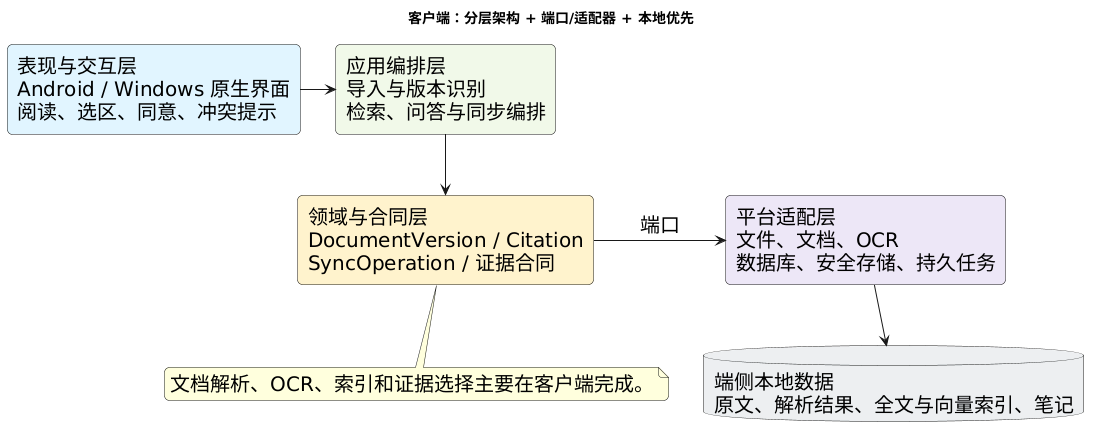 客户端：分层架构 + 端口/适配器 + 本地优先
表现与交互层
Android / Windows 原生界面
阅读、选区、同意、冲突提示
应用编排层
导入与版本识别
检索、问答与同步编排
领域与合同层
DocumentVersion / Citation
SyncOperation / 证据合同
端口
平台适配层
文件、文档、OCR
数据库、安全存储、持久任务
文档解析、OCR、索引和证据选择主要在客户端完成。
端侧本地数据
原文、解析结果、全文与向量索引、笔记